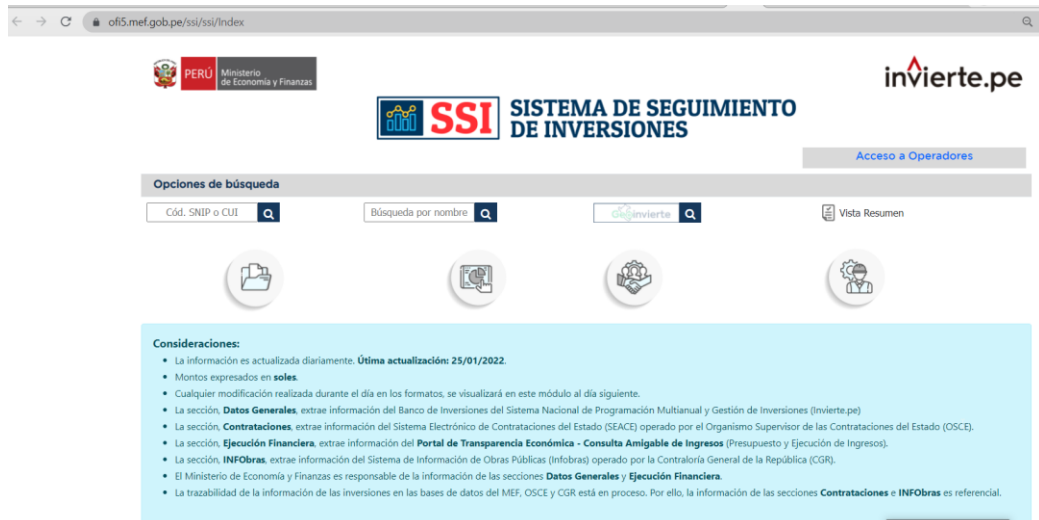 ofi5.mef.gob.pe/ssi/ssi/Index
PERÚ Ministerio de Economía y Finanzas
invierte.pe
SSI SISTEMA DE SEGUIMIENTO
DE INVERSIONES
Acceso a Operadores
Opciones de búsqueda
Cód. SNIP o CUI Búsqueda por nombre Geoinvierte Vista Resumen
Consideraciones:
• La información es actualizada diariamente. Útima actualización: 25/01/2022.
• Montos expresados en soles.
• Cualquier modificación realizada durante el día en los formatos, se visualizará en este módulo al día siguiente.
• La sección, Datos Generales, extrae información del Banco de Inversiones del Sistema Nacional de Programación Multianual y Gestión de Inversiones (Invierte.pe)
• La sección, Contrataciones, extrae información del Sistema Electrónico de Contrataciones del Estado (SEACE) operado por el Organismo Supervisor de las Contrataciones del Estado (OSCE).
• La sección, Ejecución Financiera, extrae información del Portal de Transparencia Económica - Consulta Amigable de Ingresos (Presupuesto y Ejecución de Ingresos).
• La sección, INFObras, extrae información del Sistema de Información de Obras Públicas (Infobras) operado por la Contraloría General de la República (CGR).
• El Ministerio de Economía y Finanzas es responsable de la información de las secciones Datos Generales y Ejecución Financiera.
• La trazabilidad de la información de las inversiones en las bases de datos del MEF, OSCE y CGR está en proceso. Por ello, la información de las secciones Contrataciones e INFObras es referencial.